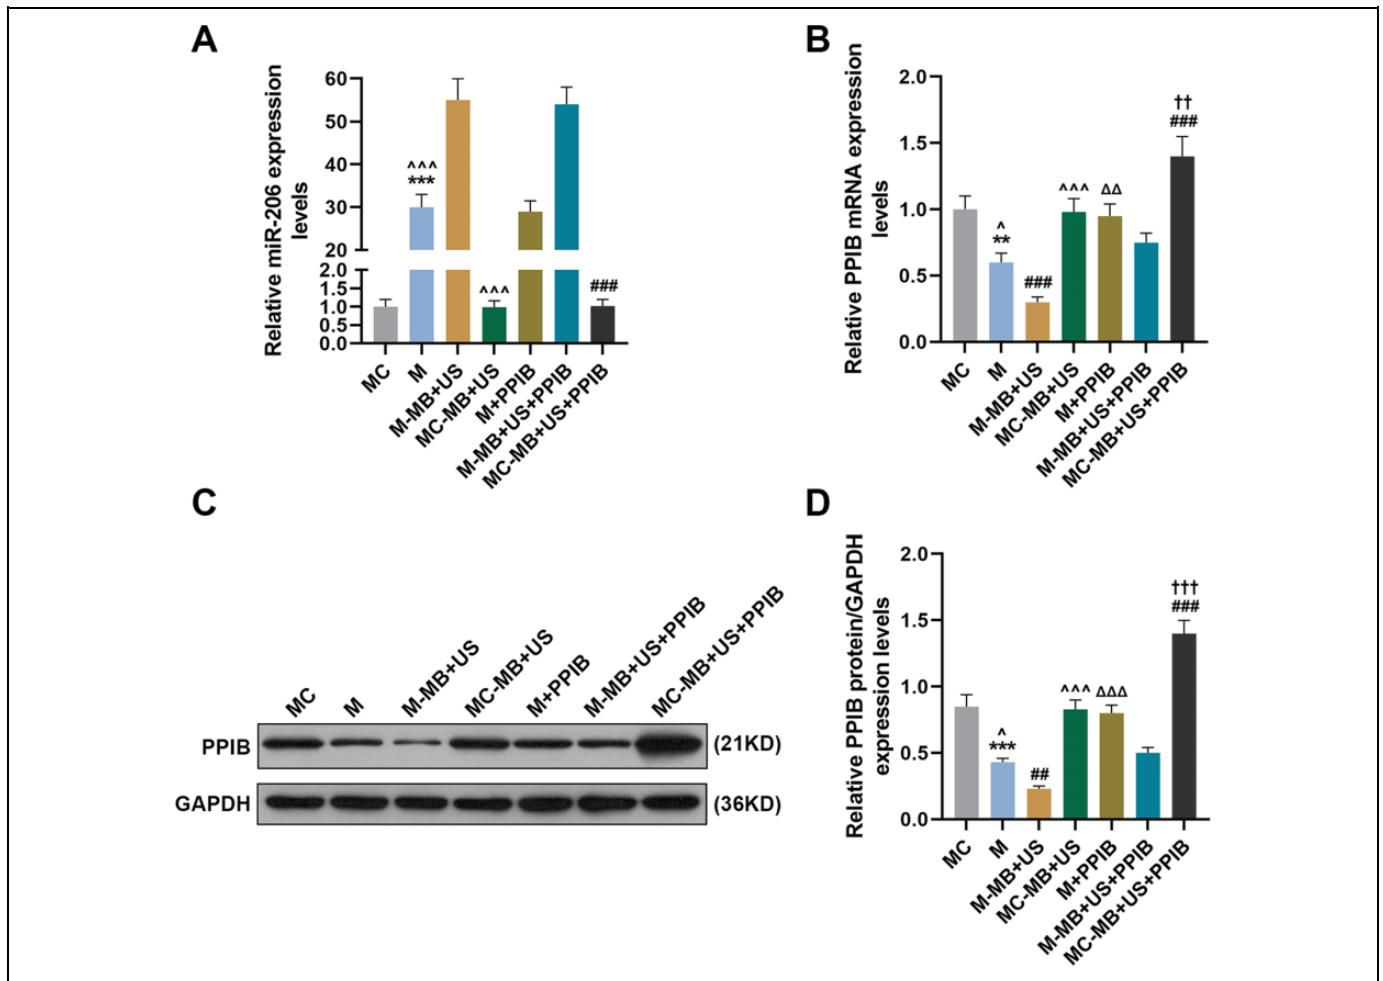 A
Relative miR-206 expression
levels
60
50
40
30
20
2.0
1.5
1.0
0.5
0.0
^^^
***
^^^
###
MC
M
M-MB+US
MC-MB+US
M+PPIB
M-MB+US+PPIB
MC-MB+US+PPIB
B
Relative PPIB mRNA expression
levels
2.0
1.5
1.0
0.5
0.0
^
**
###
^^^
ΔΔ
††
###
MC
M
M-MB+US
MC-MB+US
M+PPIB
M-MB+US+PPIB
MC-MB+US+PPIB
C
MC
M
M-MB+US
MC-MB+US
M+PPIB
M-MB+US+PPIB
MC-MB+US+PPIB
PPIB
(21KD)
GAPDH
(36KD)
D
Relative PPIB protein/GAPDH
expression levels
2.0
1.5
1.0
0.5
0.0
^
***
##
^^^
ΔΔΔ
†††
###
MC
M
M-MB+US
MC-MB+US
M+PPIB
M-MB+US+PPIB
MC-MB+US+PPIB